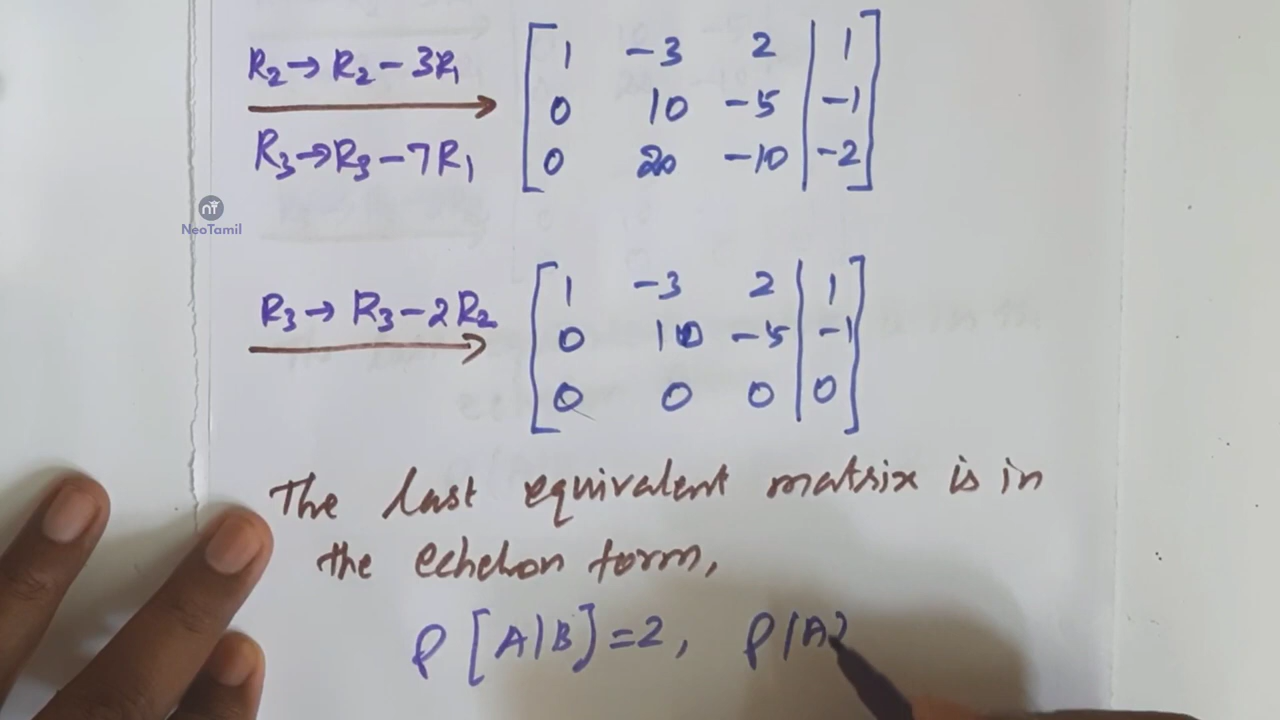 R₂→R₂-3R₁
R₃→R₃-7R₁
1 -3 2 | 1
0 10 -5 | -1
0 20 -10 | -2
NeoTamil
R₃→ R₃-2R₂
1 -3 2 | 1
0 10 -5 | -1
0 0 0 | 0
The last equivalent matrix is in
the echelon form,
ρ[A|B]=2, ρ(A)